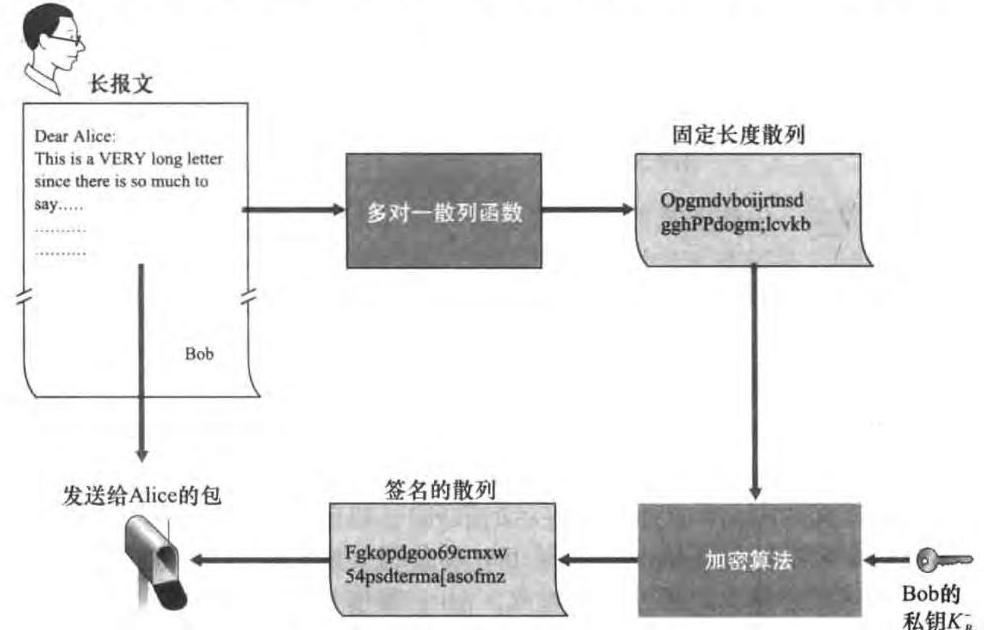 长报文
Dear Alice:
This is a VERY long letter
since there is so much to
say.....
..........
..........
Bob
多对一散列函数
固定长度散列
Opgmdvboijrtnsd
gghPPdogm;lcvkb
发送给Alice的包
签名的散列
Fgkopdgoo69cmxw
54psdterma[asofmz
加密算法
Bob的
私钥K_B^-